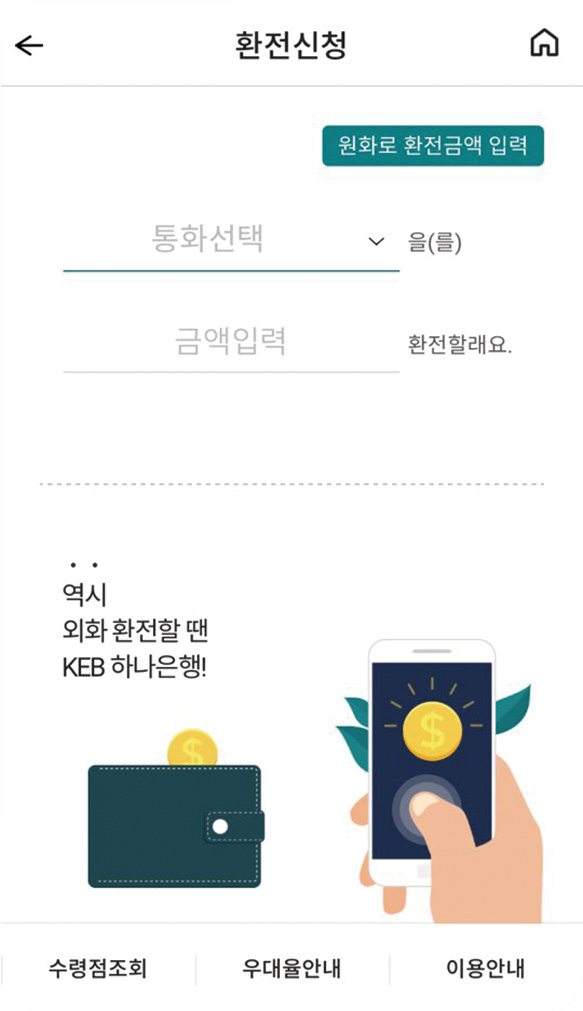 환전신청
원화로 환전금액 입력
통화선택 을(를)
금액입력 환전할래요.
역시
외화 환전할 땐
KEB 하나은행!
$
$
수령점조회 우대율안내 이용안내